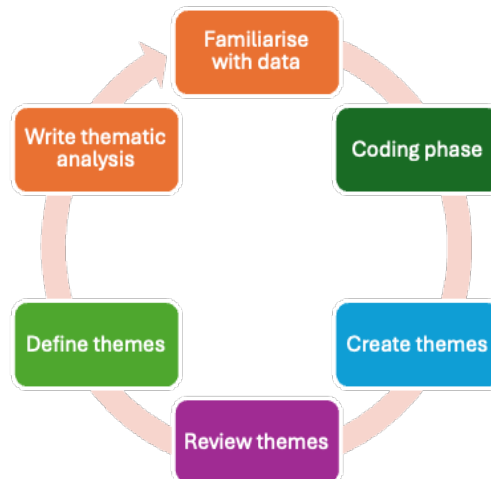 Familiarise
with data
Coding phase
Create themes
Review themes
Define themes
Write thematic
analysis